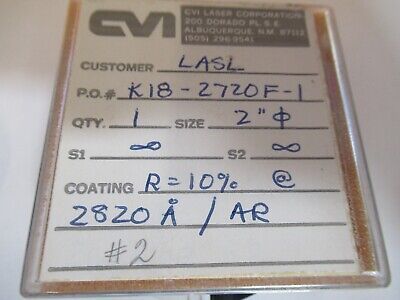 CVI
CVI LASER CORPORATION
200 DORADO PL. S.E.
ALBUQUERQUE, N.M. 87112
(505) 296-9541
CUSTOMER LASL
P.O.# K18-2720F-1
QTY. 1 SIZE 2"ϕ
S1 ∞ S2 ∞
COATING R=10% @
2820 Å / AR
#2